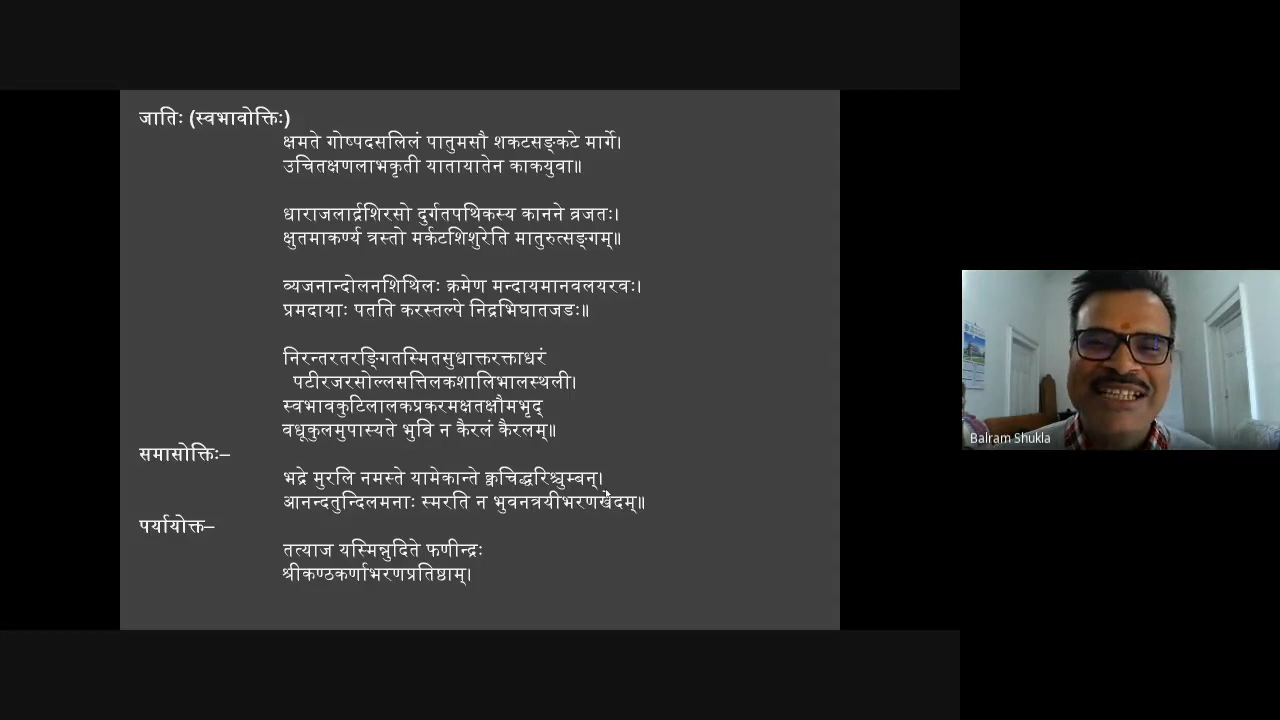 जातिः (स्वभावोक्तिः)
क्षमते गोष्पदसलिलं पातुमसौ शकटसङ्कटे मार्गे।
उचितक्षणलाभकृती यातायातेन काकयुवा॥
धाराजलार्द्रशिरसो दुर्गतपथिकस्य कानने व्रजतः।
क्षुतमाकर्ण्य त्रस्तो मर्कटशिशुरेति मातुरुत्सङ्गम्॥
व्यजनान्दोलनशिथिलः क्रमेण मन्दायमानवलयरवः।
प्रमदायाः पतति करस्तल्पे निद्राभिघातजडः॥
निरन्तरतरङ्गितस्मितसुधाक्तरक्ताधरं
पटीरजरसोल्लसत्तिलकशालिभालस्थली।
स्वभावकुटिलालकप्रकरमक्षतक्षौमभृद्
वधूकुलमुपास्यते भुवि न कैरलं कैरलम्॥
समासोक्तिः–
भद्रे मुरलि नमस्ते यामेकान्ते क्वचिद्धरिश्चुम्बन्।
आनन्दतुन्दिलमनाः स्मरति न भुवनत्रयीभरणखेदम्॥
पर्यायोक्त–
तत्याज यस्मिन्नुदिते फणीन्द्रः
श्रीकण्ठकर्णाभरणप्रतिष्ठाम्।
Balram Shukla